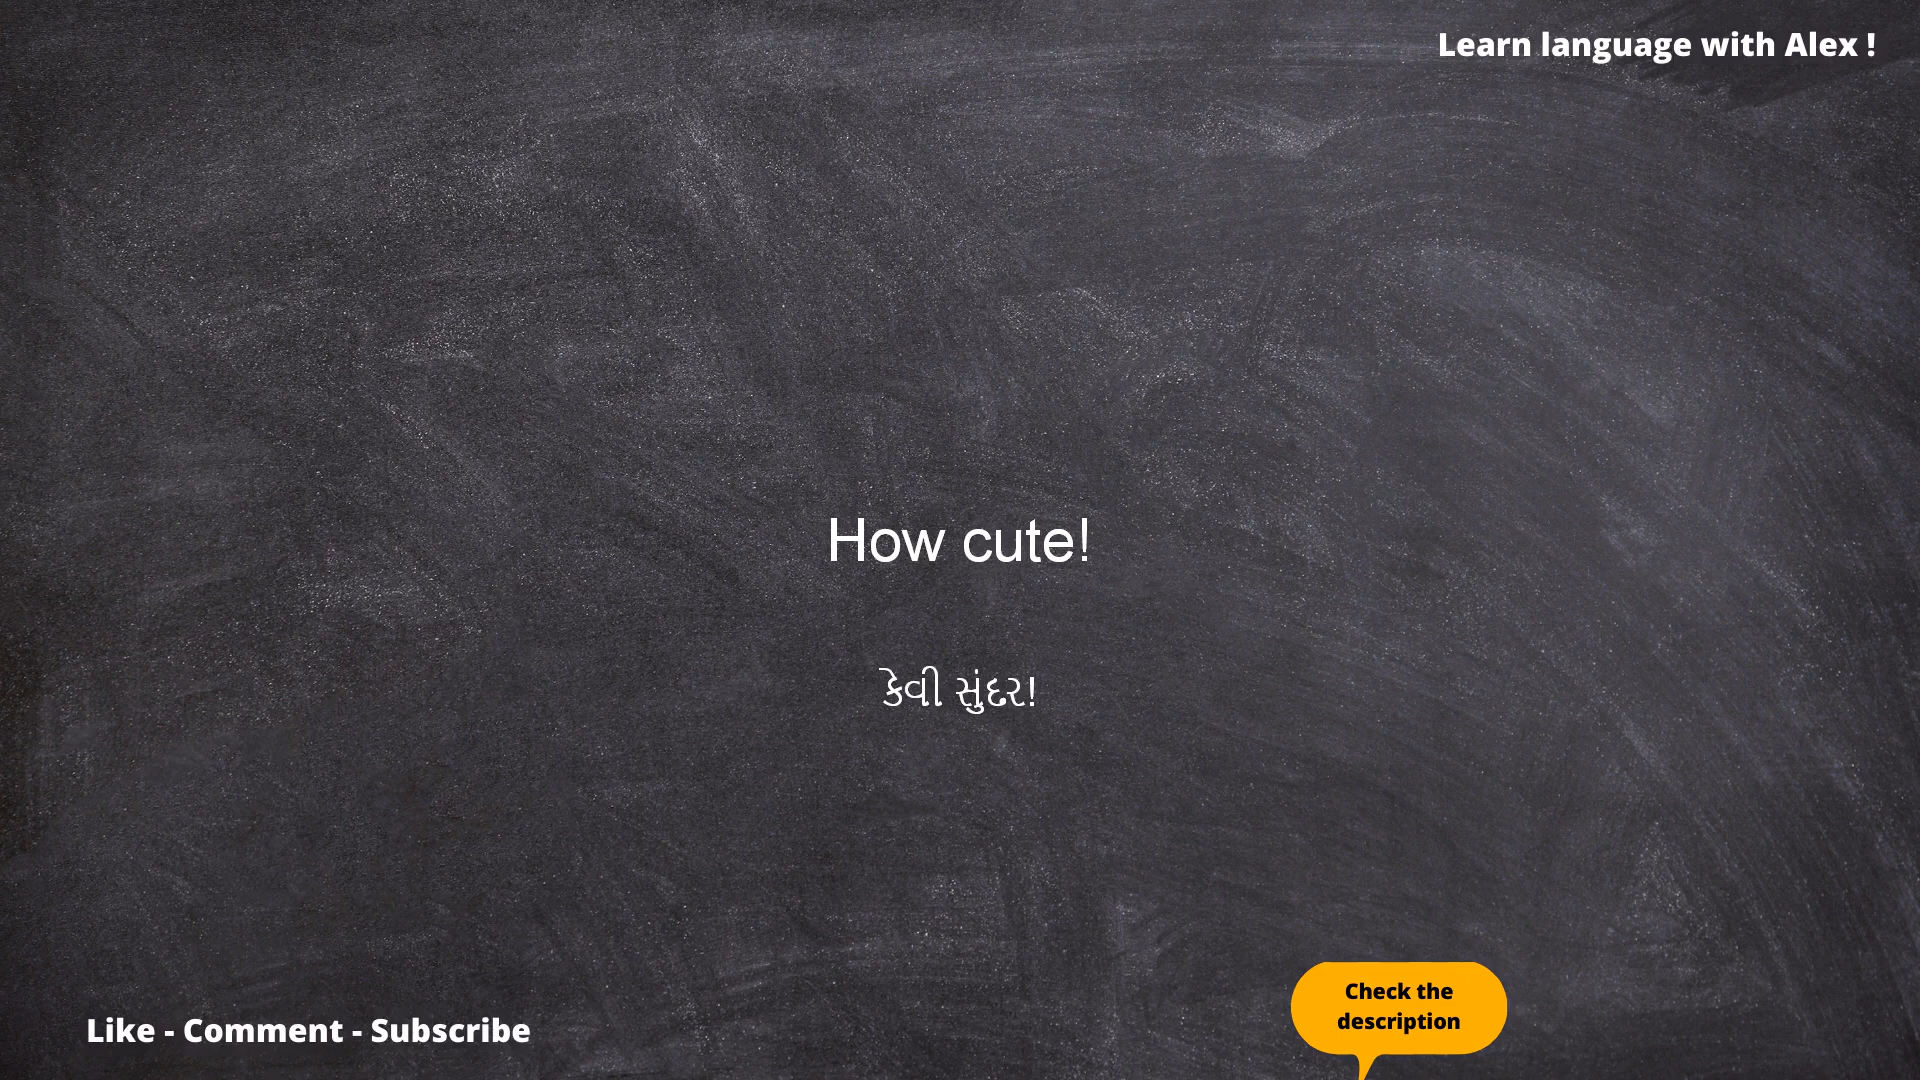 Learn language with Alex !
How cute!
કેવી સુંદર!
Check the
description
Like - Comment - Subscribe